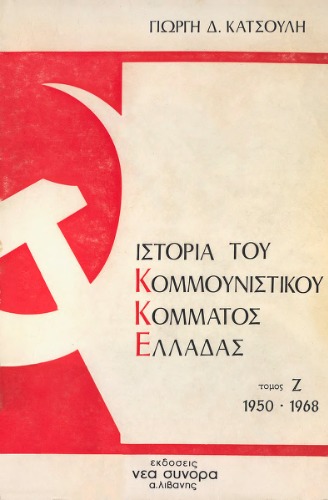 ΓΙΩΡΓΗ Δ. ΚΑΤΣΟΥΛΗ
ΙΣΤΟΡΙΑ ΤΟΥ
ΚΟΜΜΟΥΝΙΣΤΙΚΟΥ
ΚΟΜΜΑΤΟΣ
ΕΛΛΑΔΑΣ
τομος Ζ
1950 · 1968
εκδοσεις
νεα συνορα
α.λιβανης